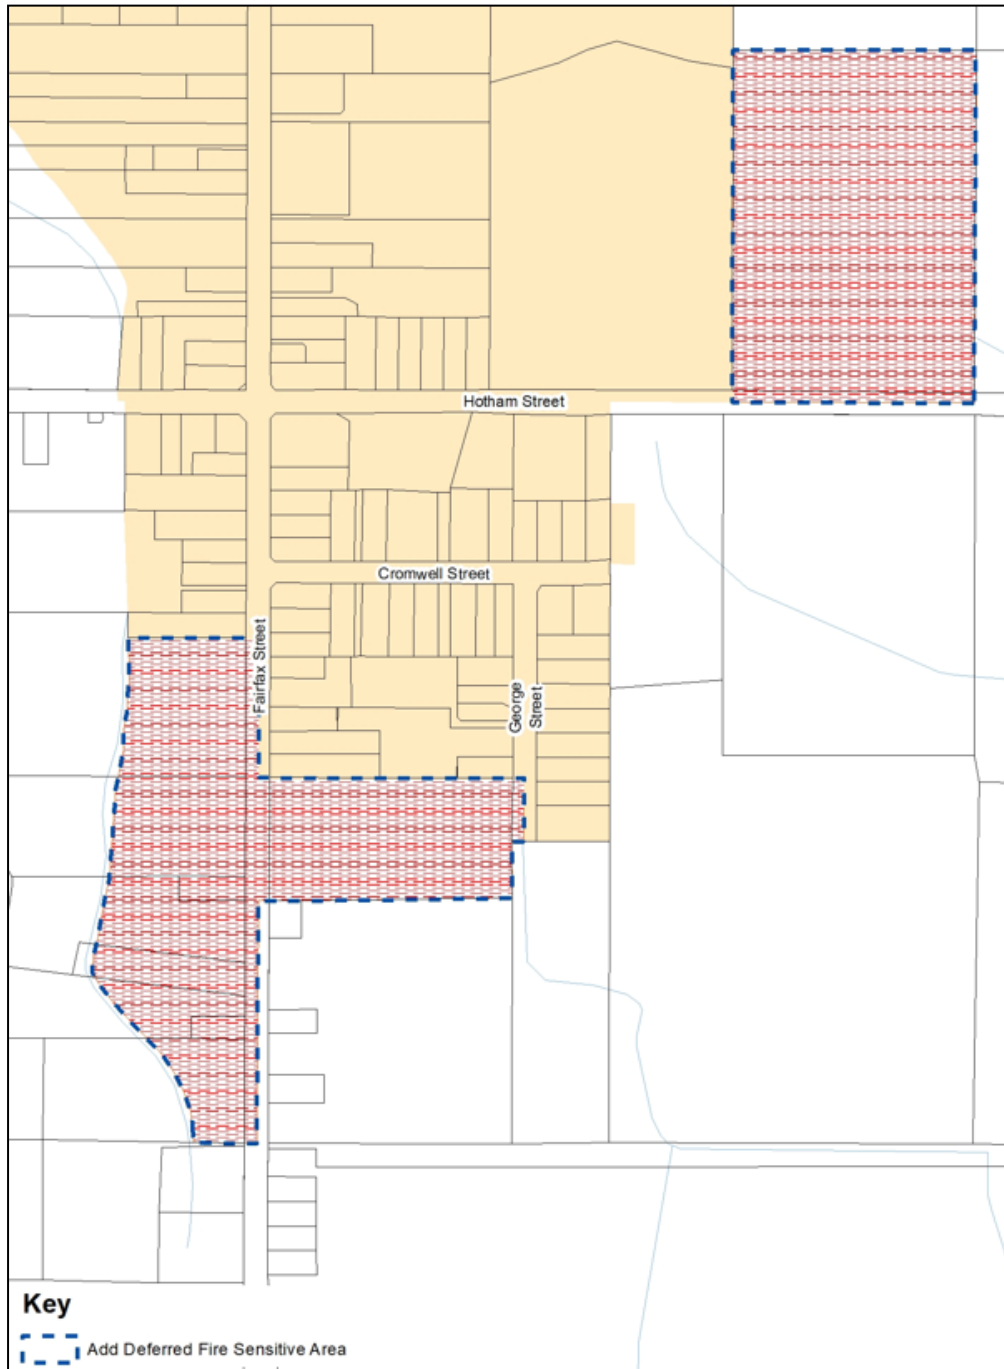 Hotham Street
Cromwell Street
Fairfax Street
George
Street
Key
Add Deferred Fire Sensitive Area